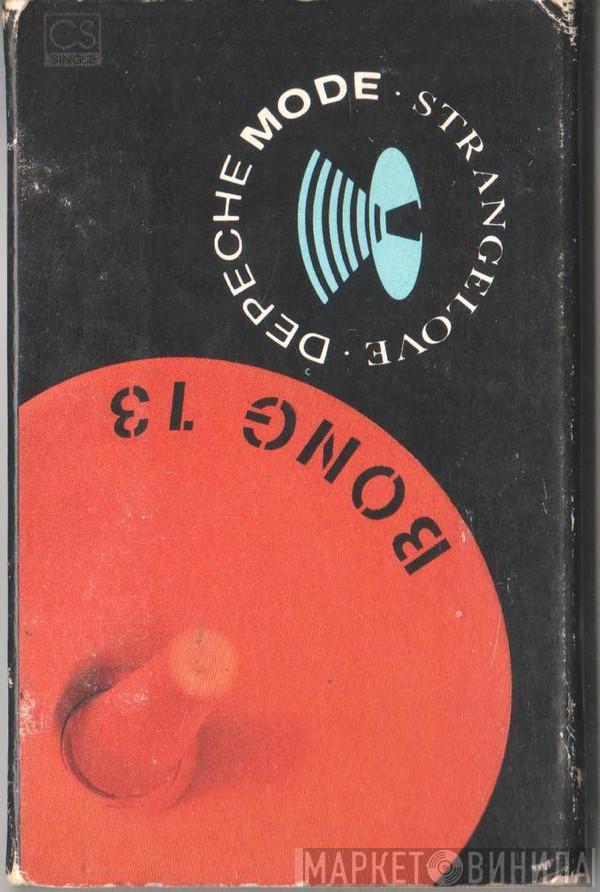 CS
SINGLE
DEPECHE MODE · STRANGELOVE ·
BONG 13
МАРКЕТ ВИНИЛА